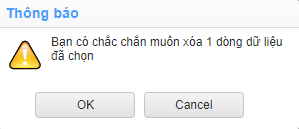 Thông báo
Bạn có chắc chắn muốn xóa 1 dòng dữ liệu
đã chọn
OK
Cancel